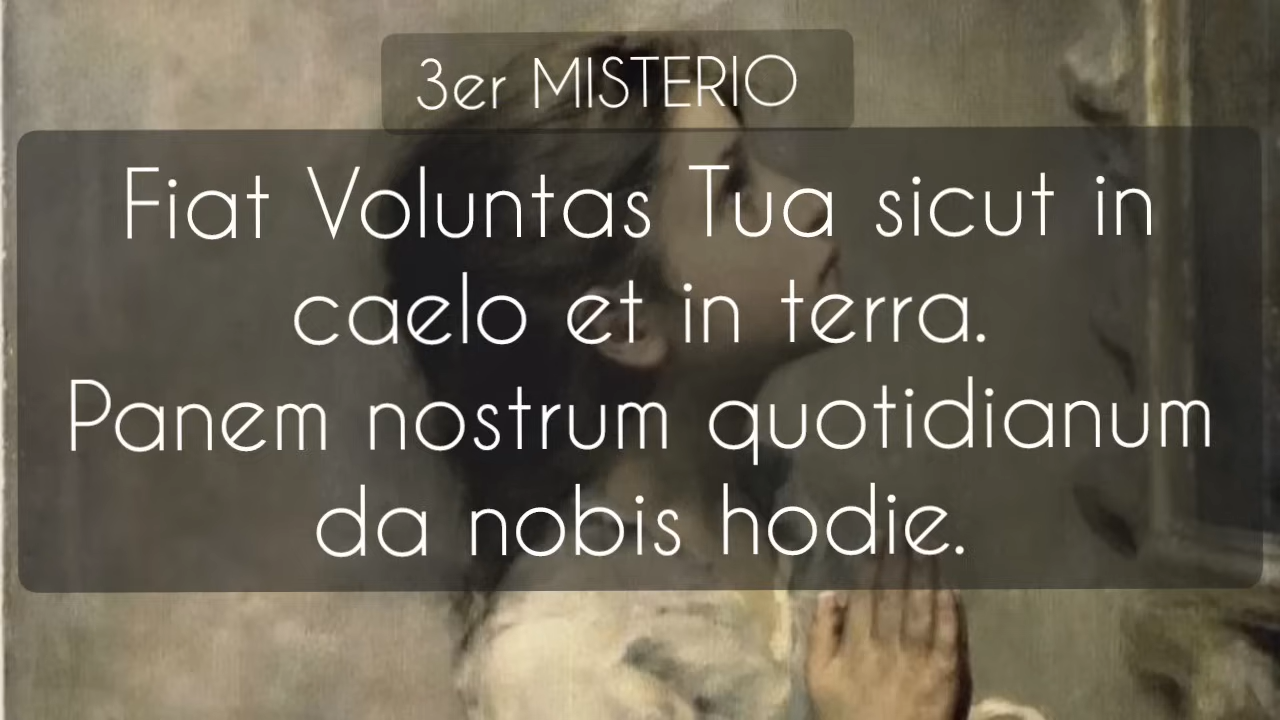 3er MISTERIO
Fiat Voluntas Tua sicut in
caelo et in terra.
Panem nostrum quotidianum
da nobis hodie.